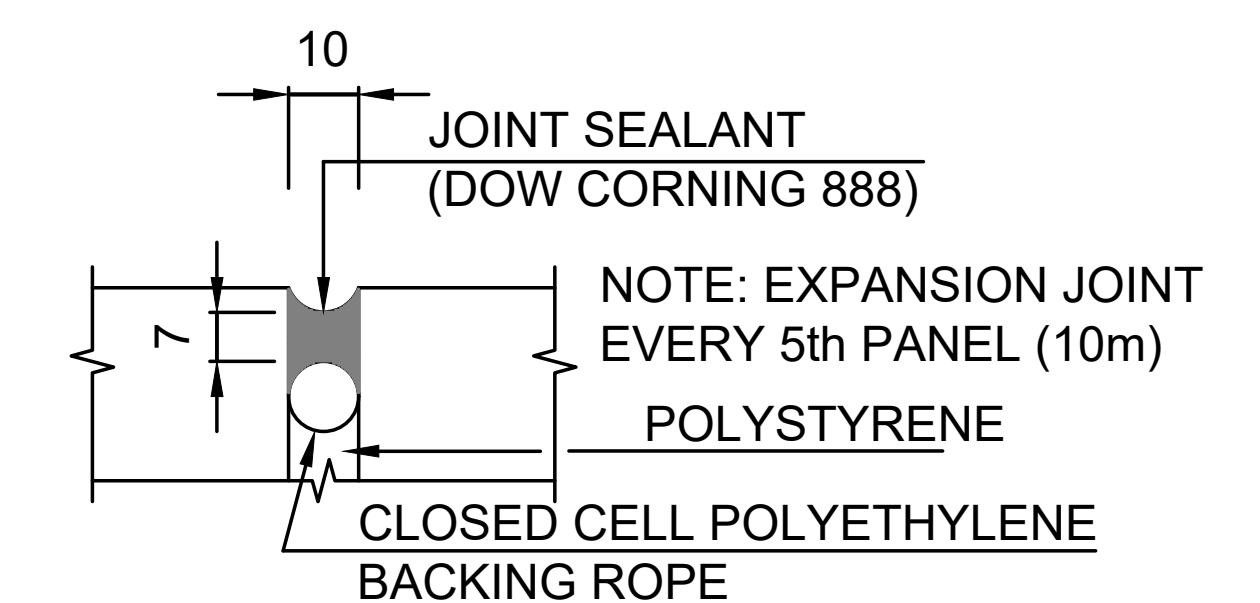 10
JOINT SEALANT
(DOW CORNING 888)
NOTE: EXPANSION JOINT
EVERY 5th PANEL (10m)
7
POLYSTYRENE
CLOSED CELL POLYETHYLENE
BACKING ROPE